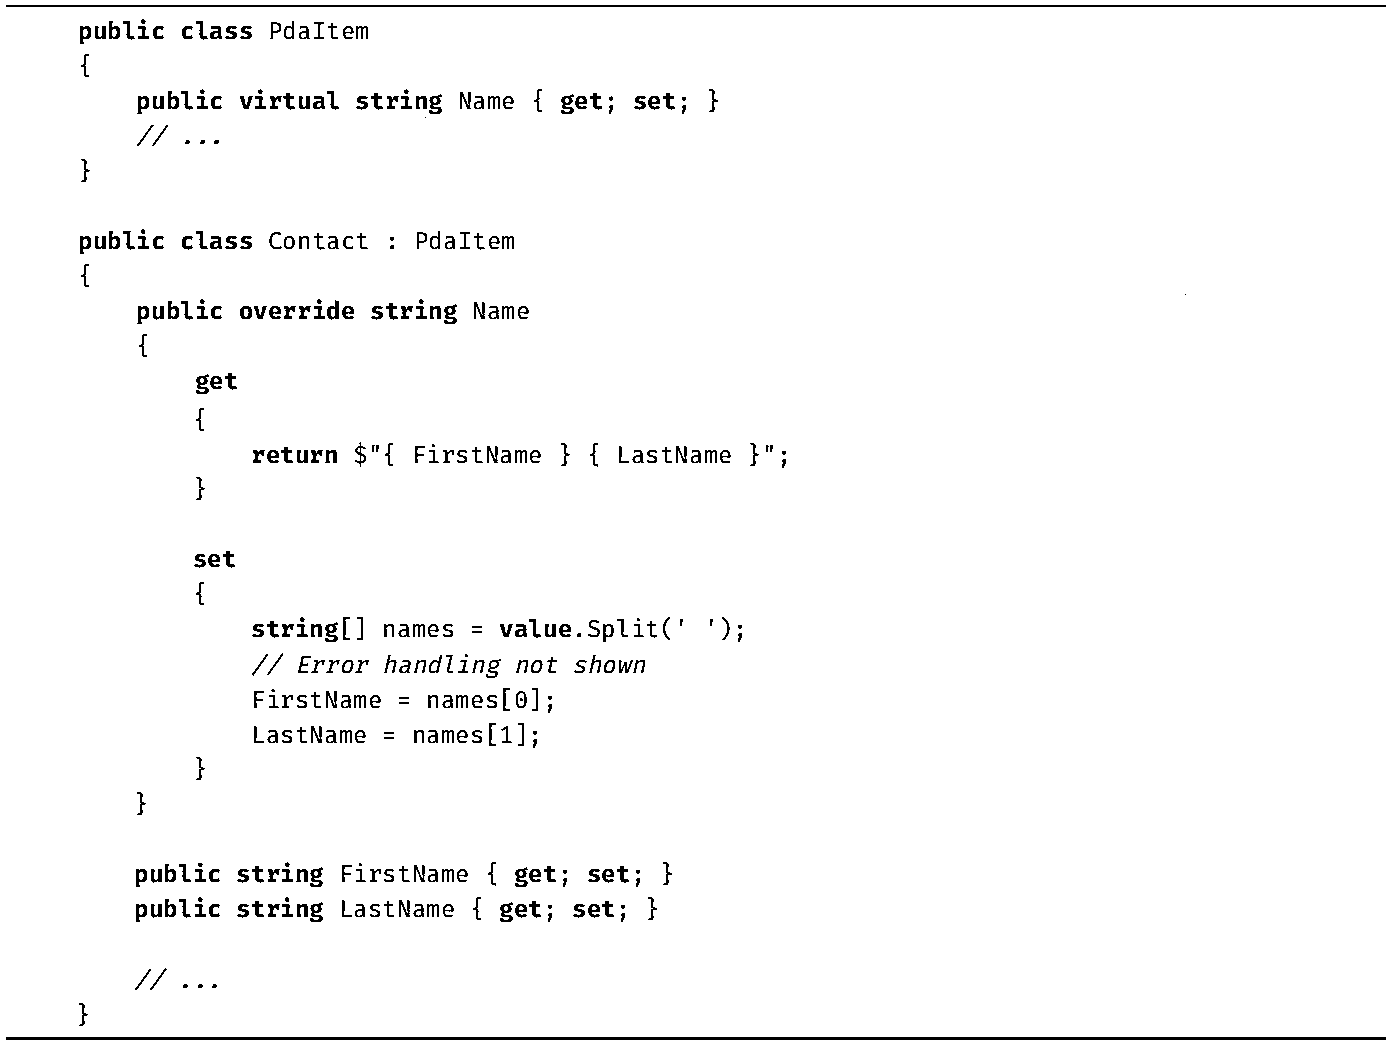 public class PdaItem
{
    public virtual string Name { get; set; }
    // ...
}

public class Contact : PdaItem
{
    public override string Name
    {
        get
        {
            return $"{ FirstName } { LastName }";
        }

        set
        {
            string[] names = value.Split(' ');
            // Error handling not shown
            FirstName = names[0];
            LastName = names[1];
        }
    }

    public string FirstName { get; set; }
    public string LastName { get; set; }

    // ...
}